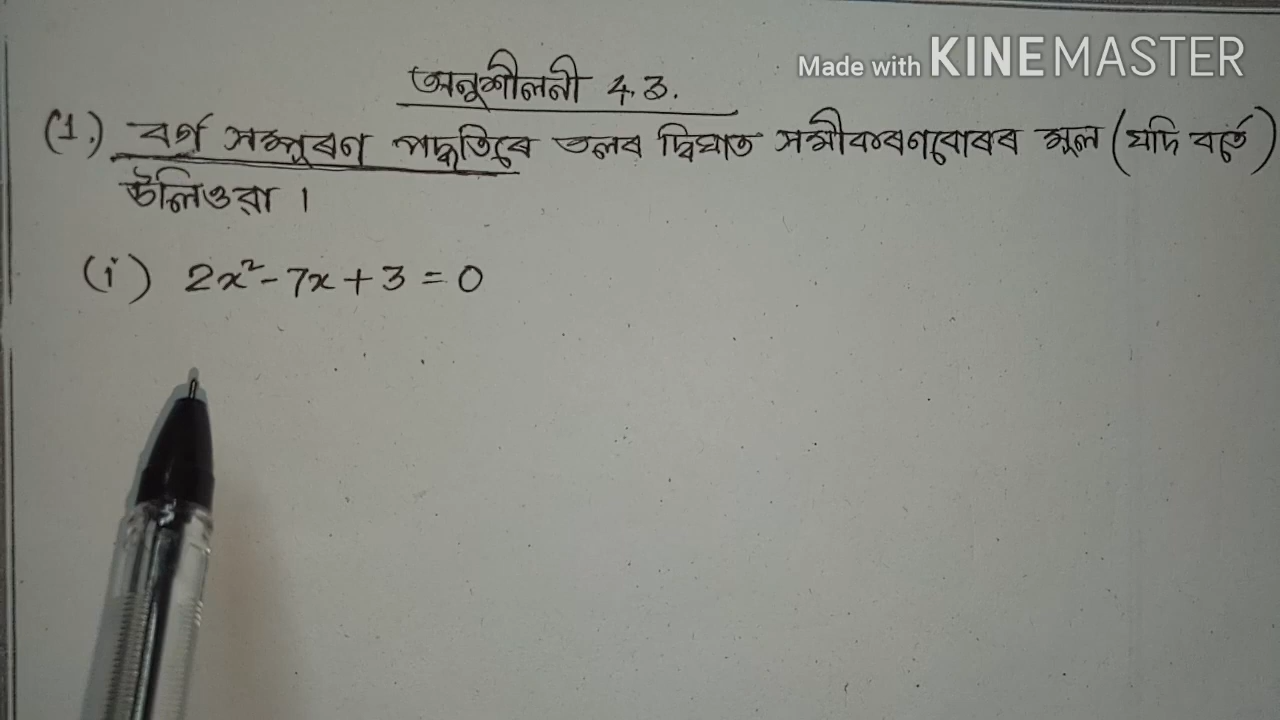 Made with KINEMASTER
অনুশীলনী 4.3.
(1.) বৰ্গ সম্পূৰণ পদ্ধতিৰে তলৰ দ্বিঘাত সমীকৰণবোৰৰ মূল (যদি বৰ্তে)
উলিওৱা ।
(i) 2x² - 7x + 3 = 0